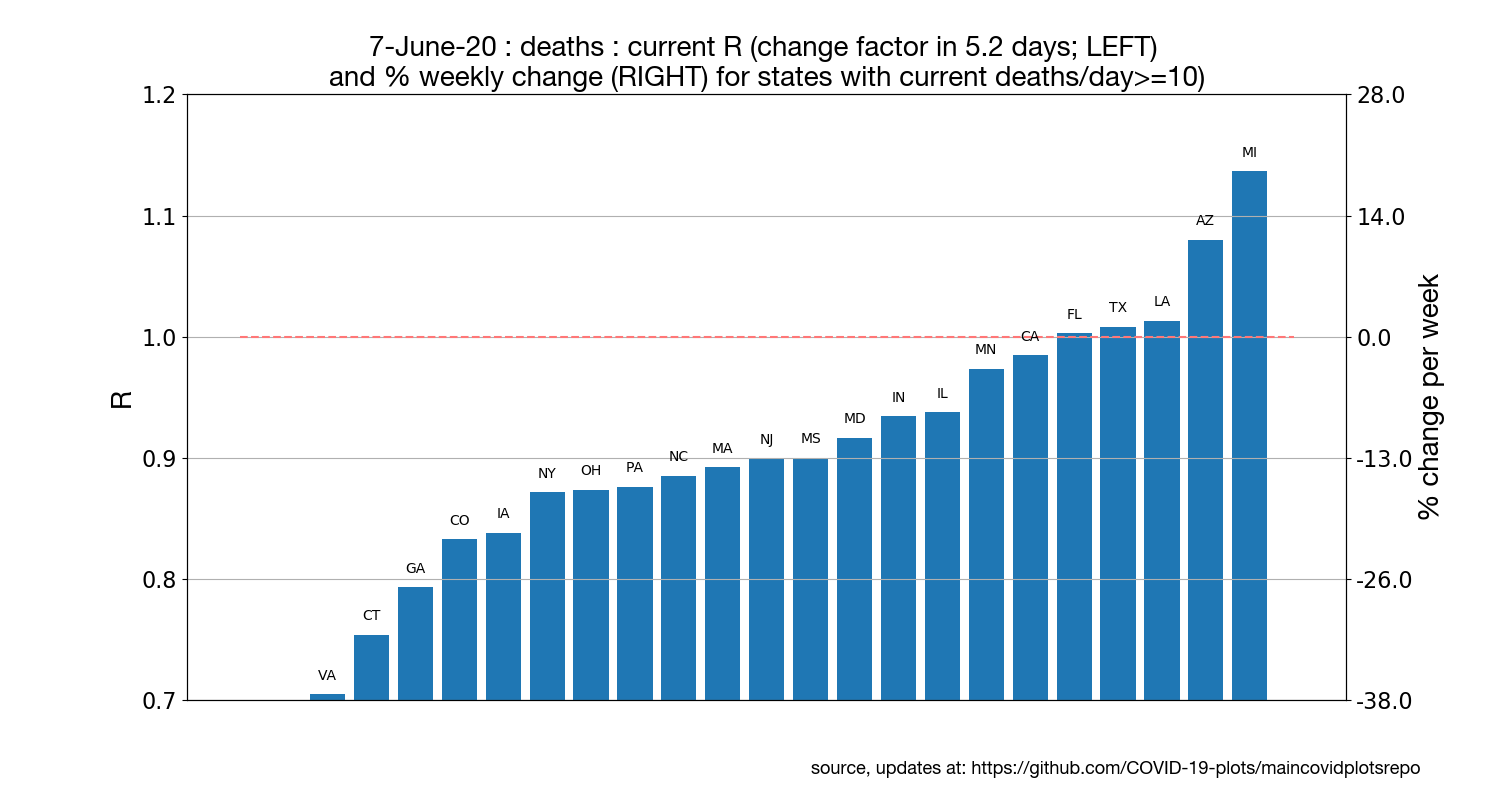 7-June-20 : deaths : current R (change factor in 5.2 days; LEFT)
and % weekly change (RIGHT) for states with current deaths/day>=10)
1.2
1.1
1.0
0.9
0.8
0.7
R
28.0
14.0
0.0
-13.0
-26.0
-38.0
% change per week
VA
CT
GA
CO
IA
NY
OH
PA
NC
MA
NJ
MS
MD
IN
IL
MN
CA
FL
TX
LA
AZ
MI
source, updates at: https://github.com/COVID-19-plots/maincovidplotsrepo